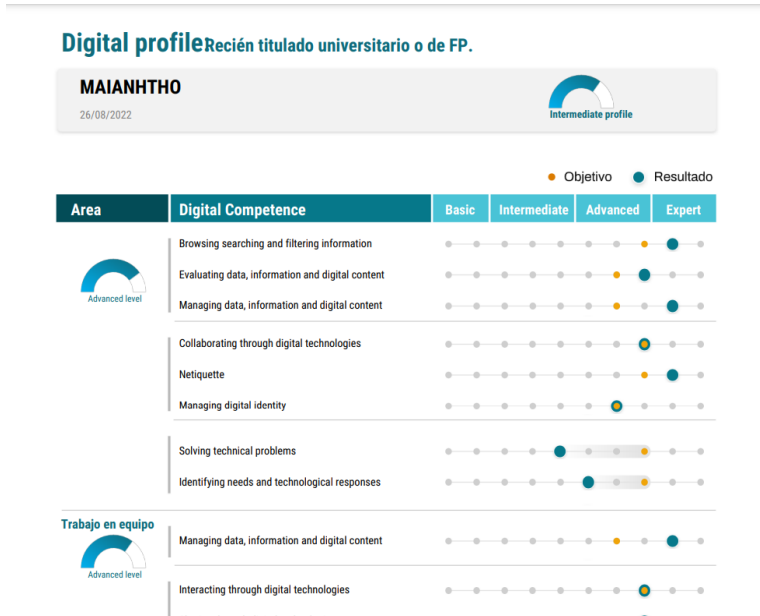 Digital profile Recién titulado universitario o de FP.
MAIANHTHO
26/08/2022
Intermediate profile
Objetivo Resultado
Area Digital Competence Basic Intermediate Advanced Expert
Browsing searching and filtering information
Evaluating data, information and digital content
Advanced level
Managing data, information and digital content
Collaborating through digital technologies
Netiquette
Managing digital identity
Solving technical problems
Identifying needs and technological responses
Trabajo en equipo
Managing data, information and digital content
Advanced level
Interacting through digital technologies